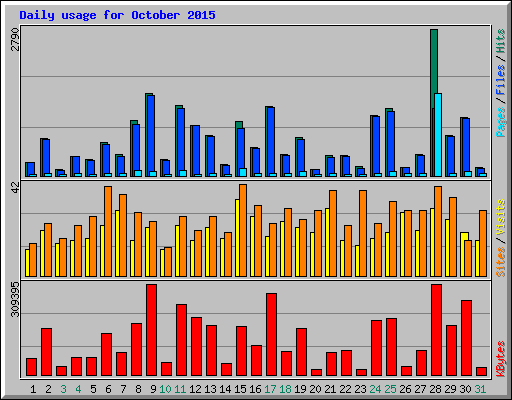 Daily usage for October 2015
2790
Pages / Files / Hits
42
Sites / Visits
309395
KBytes
1 2 3 4 5 6 7 8 9 10 11 12 13 14 15 16 17 18 19 20 21 22 23 24 25 26 27 28 29 30 31